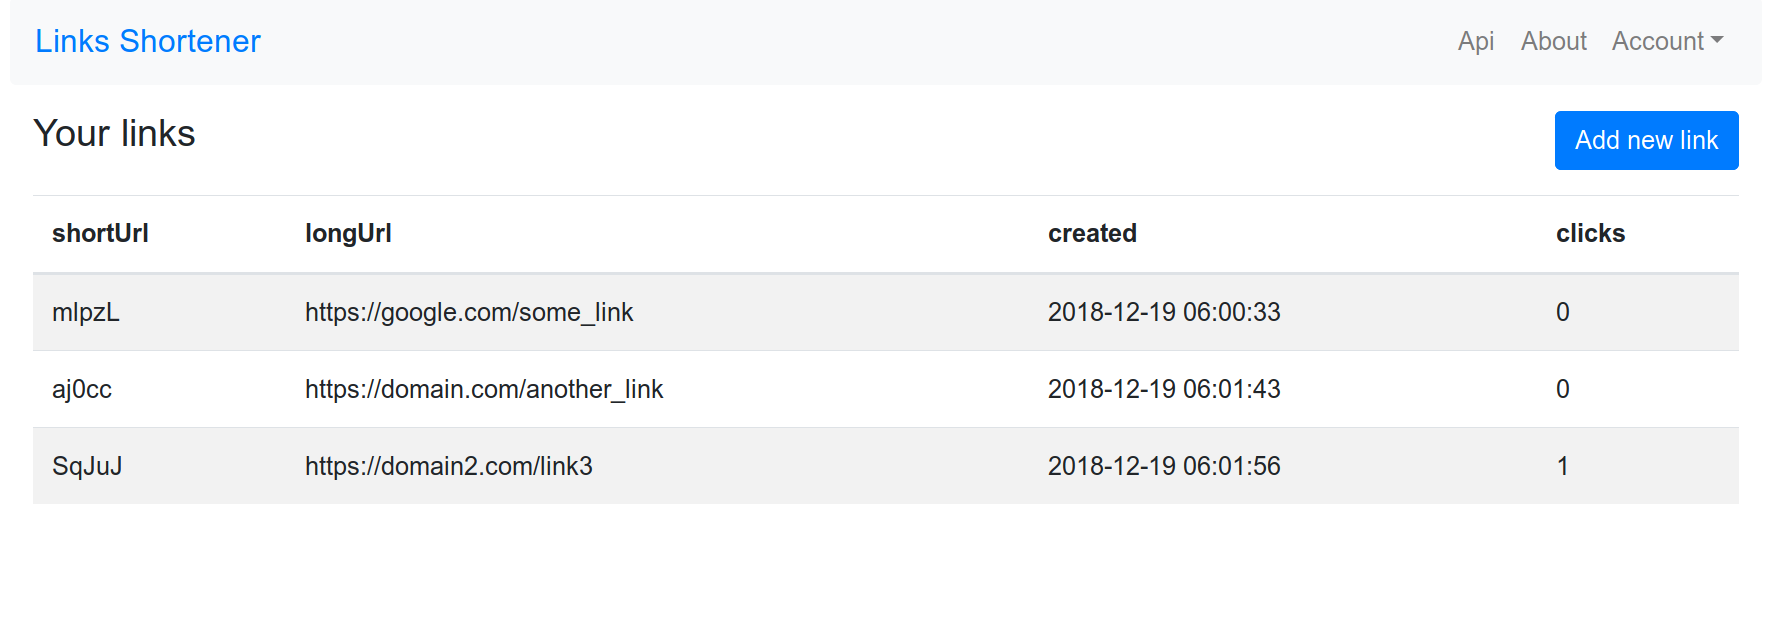 Links Shortener Api About Account
Your links Add new link
shortUrl longUrl created clicks
mlpzL https://google.com/some_link 2018-12-19 06:00:33 0
aj0cc https://domain.com/another_link 2018-12-19 06:01:43 0
SqJuJ https://domain2.com/link3 2018-12-19 06:01:56 1